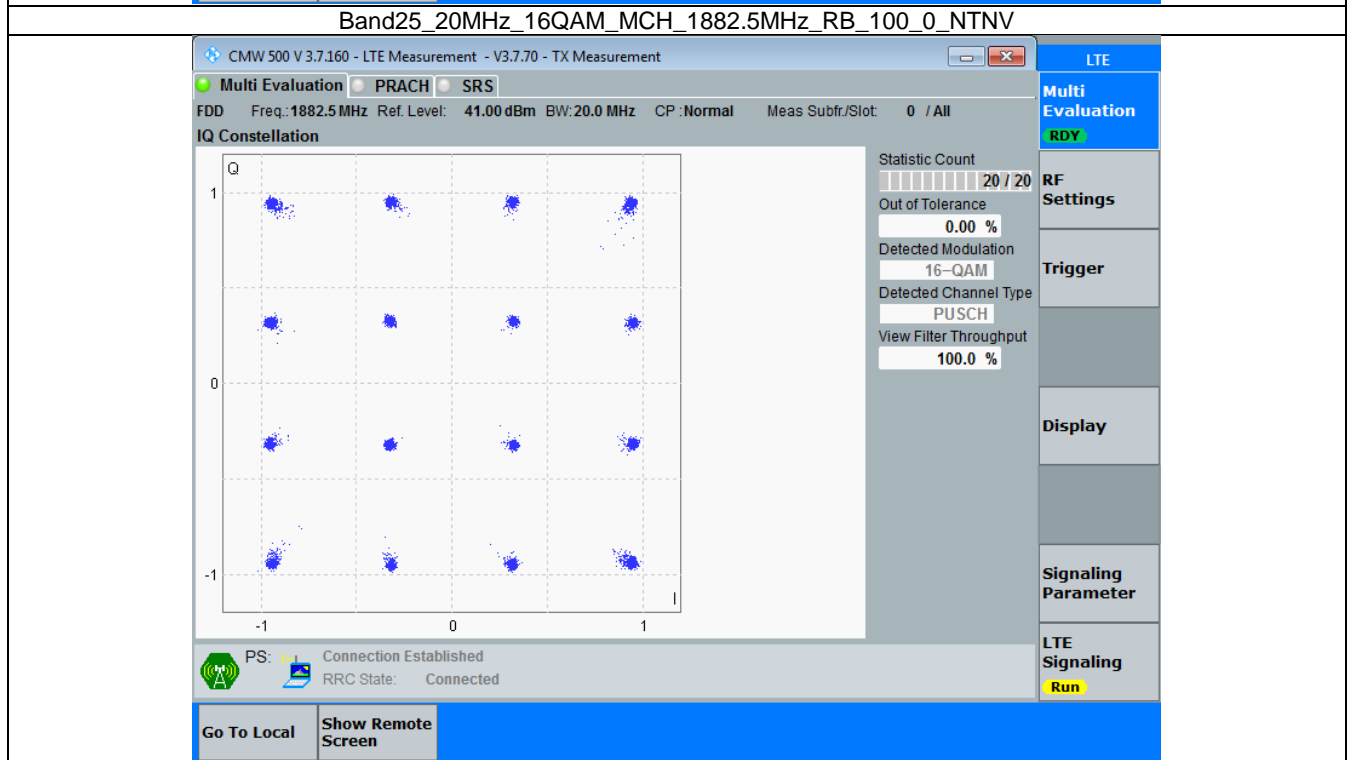 Band25_20MHz_16QAM_MCH_1882.5MHz_RB_100_0_NTNV
CMW 500 V 3.7.160 - LTE Measurement - V3.7.70 - TX Measurement
LTE
Multi Evaluation PRACH SRS
Multi
Evaluation
RDY
FDD Freq.: 1882.5 MHz Ref. Level: 41.00 dBm BW: 20.0 MHz CP : Normal Meas Subfr./Slot: 0 / All
IQ Constellation
Q
1
0
-1
-1 0 1
I
Statistic Count
20 / 20
Out of Tolerance
0.00 %
Detected Modulation
16-QAM
Detected Channel Type
PUSCH
View Filter Throughput
100.0 %
RF
Settings
Trigger
Display
Signaling
Parameter
LTE
Signaling
Run
PS: Connection Established
RRC State: Connected
Go To Local
Show Remote
Screen